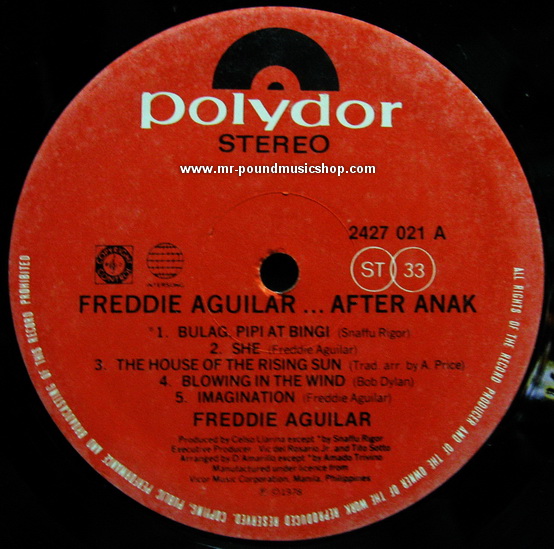 polydor
STEREO
www.mr-poundmusicshop.com
2427 021 A
ST 33
INTERSONG
FREDDIE AGUILAR ... AFTER ANAK
*1. BULAG, PIPI AT BINGI (Snaffu Rigor)
2. SHE (Freddie Aguilar)
3. THE HOUSE OF THE RISING SUN (Trad. arr. by A. Price)
4. BLOWING IN THE WIND (Bob Dylan)
5. IMAGINATION (Freddie Aguilar)
FREDDIE AGUILAR
Produced by Celso Llarina except *by Snaffu Rigor
Executive Producer: Vic del Rosario Jr. and Tito Sotto
Arranged by D'Amarillo except *by Amado Trivino
Manufactured under licence from
Vicor Music Corporation, Manila, Philippines
℗ © 1978
ALL RIGHTS OF THE RECORD PRODUCER AND OF THE OWNER OF THE WORK REPRODUCED RESERVED. COPYING, PUBLIC PERFORMANCE AND BROADCASTING OF THIS RECORD PROHIBITED